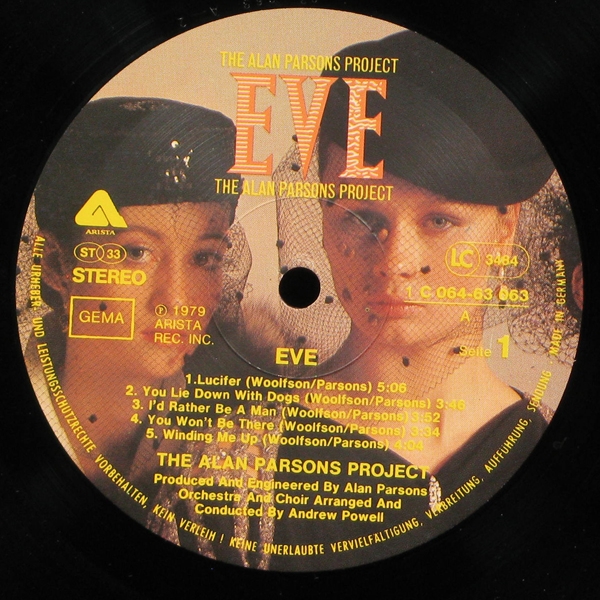 THE ALAN PARSONS PROJECT
EVE
THE ALAN PARSONS PROJECT
ARISTA
ST 33
STEREO
GEMA
℗ 1979
ARISTA
REC. INC.
LC 3484
1 C 064-63 063
A
Seite 1
EVE
1.Lucifer (Woolfson/Parsons) 5:06
2. You Lie Down With Dogs (Woolfson/Parsons) 3:46
3. I'd Rather Be A Man (Woolfson/Parsons) 3:52
4. You Won't Be There (Woolfson/Parsons) 3:34
5. Winding Me Up (Woolfson/Parsons) 4:04
THE ALAN PARSONS PROJECT
Produced And Engineered By Alan Parsons
Orchestra And Choir Arranged And
Conducted By Andrew Powell
ALLE URHEBER- UND LEISTUNGSSCHUTZRECHTE VORBEHALTEN, KEIN VERLEIH! KEINE UNERLAUBTE VERVIELFÄLTIGUNG, VERBREITUNG, AUFFÜHRUNG, SENDUNG MADE IN GERMANY